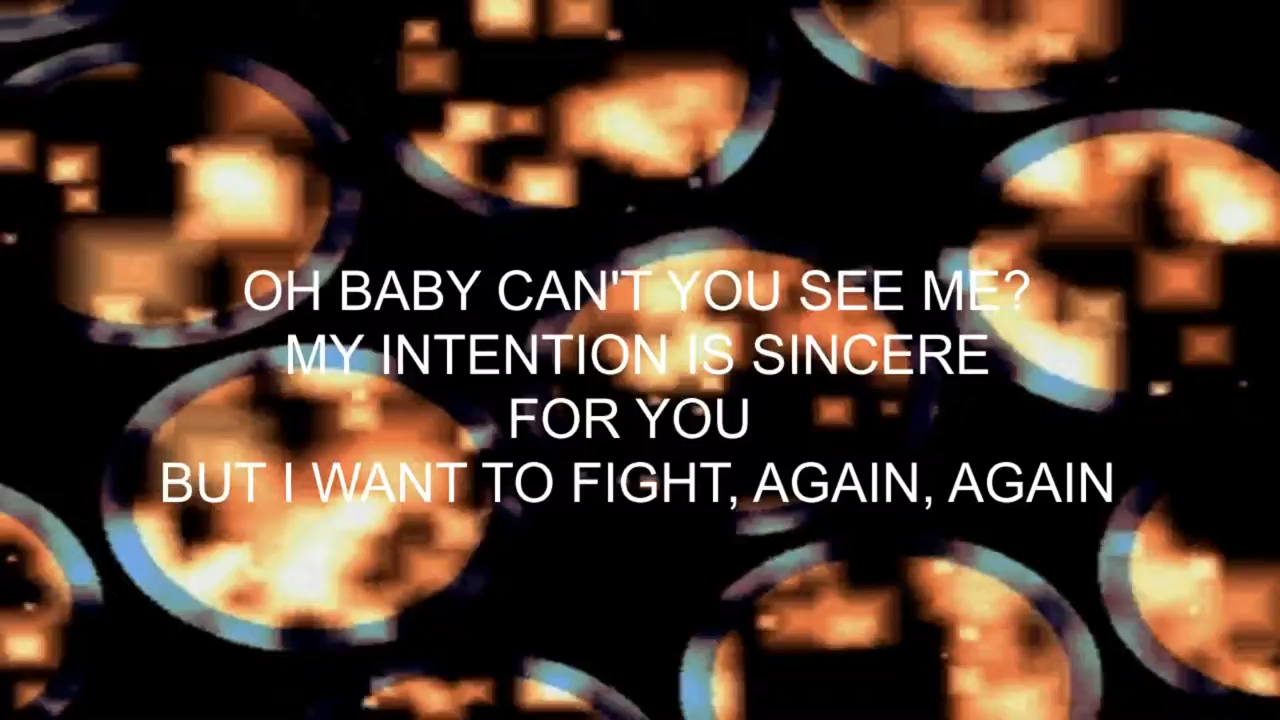 OH BABY CAN'T YOU SEE ME?
MY INTENTION IS SINCERE
FOR YOU
BUT I WANT TO FIGHT, AGAIN, AGAIN